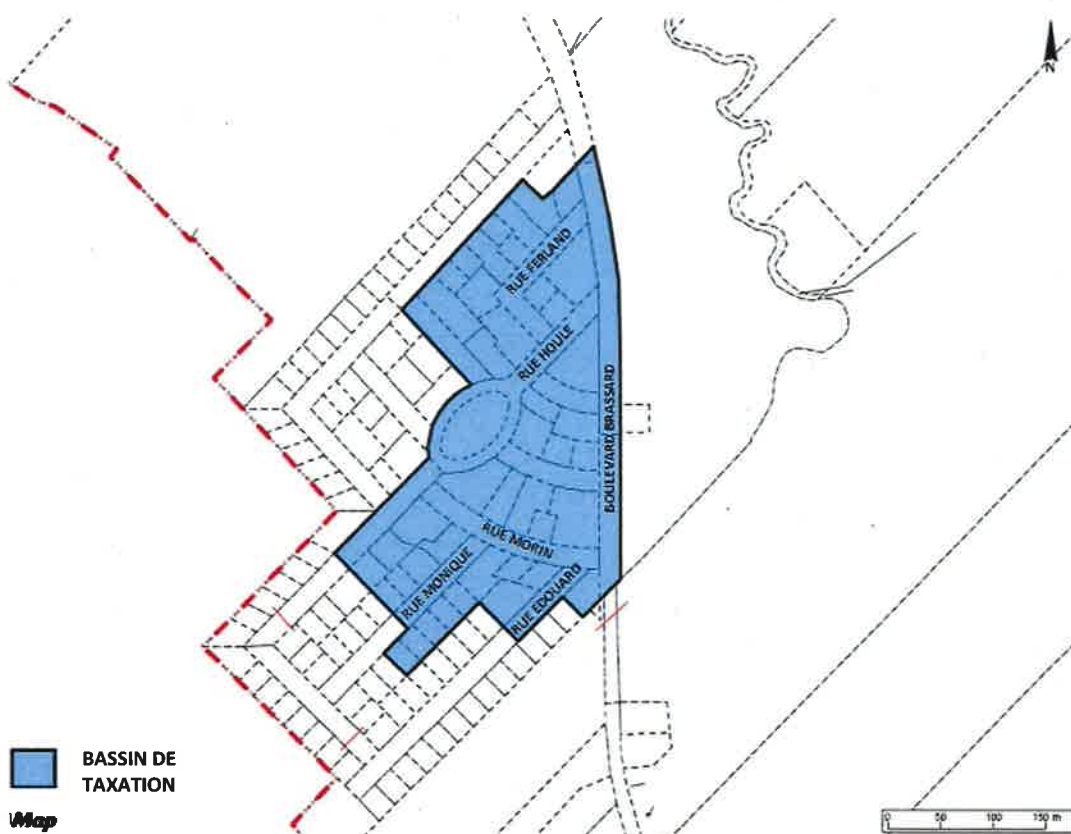 N
RUE FERLAND
RUE HOULE
BOULEVARD BRASSARD
RUE MORIN
RUE MONIQUE
RUE EDOUARD
BASSIN DE
TAXATION
Map
0 50 100 150 m